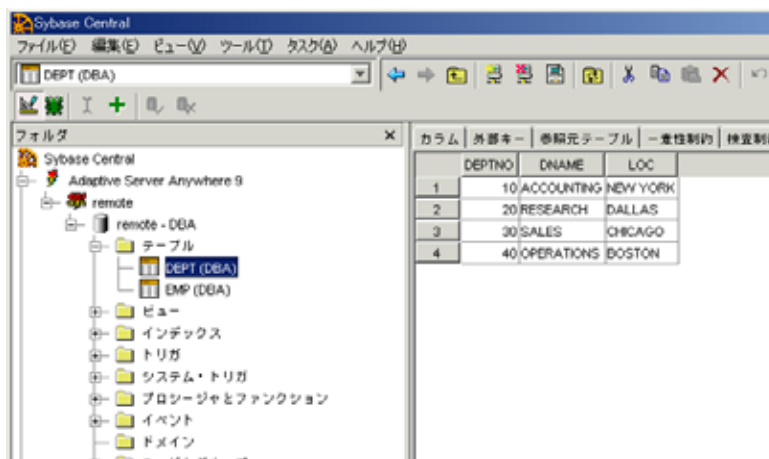 Sybase Central
ファイル(F) 編集(E) ビュー(V) ツール(T) タスク(A) ヘルプ(H)
DEPT (DBA)
フォルダ
Sybase Central
Adaptive Server Anywhere 9
remote
remote - DBA
テーブル
DEPT (DBA)
EMP (DBA)
ビュー
インデックス
トリガ
システム・トリガ
プロシージャとファンクション
イベント
ドメイン
カラム 外部キー 参照元テーブル 一意性制約 検査制
DEPTNO DNAME LOC
1 10 ACCOUNTING NEW YORK
2 20 RESEARCH DALLAS
3 30 SALES CHICAGO
4 40 OPERATIONS BOSTON